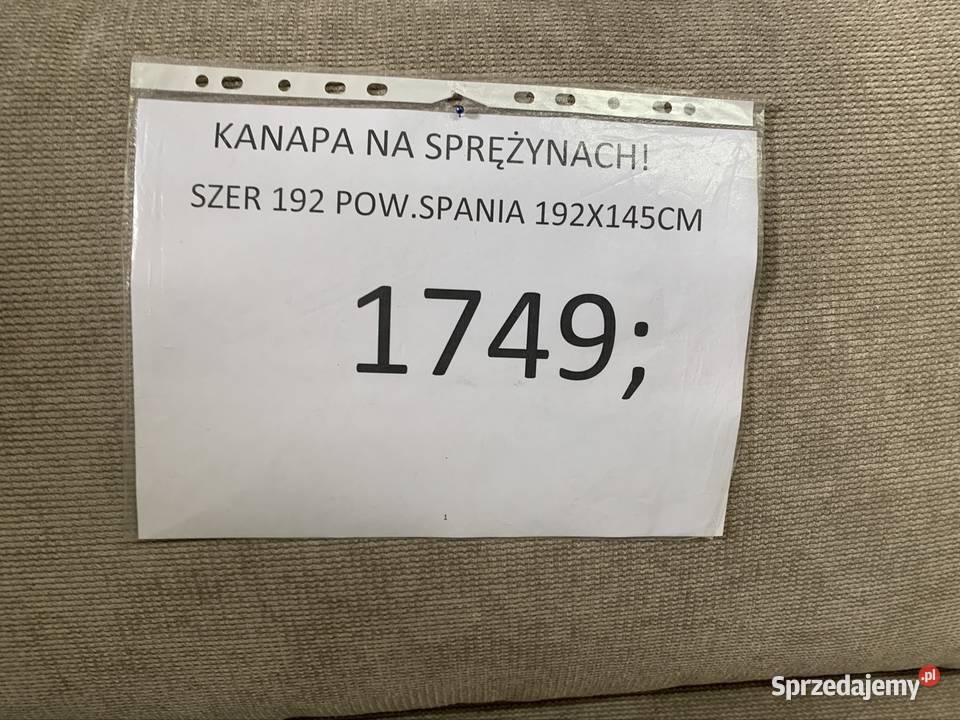 KANAPA NA SPRĘŻYNACH!
SZER 192 POW.SPANIA 192X145CM
1749;
1
Sprzedajemy.pl